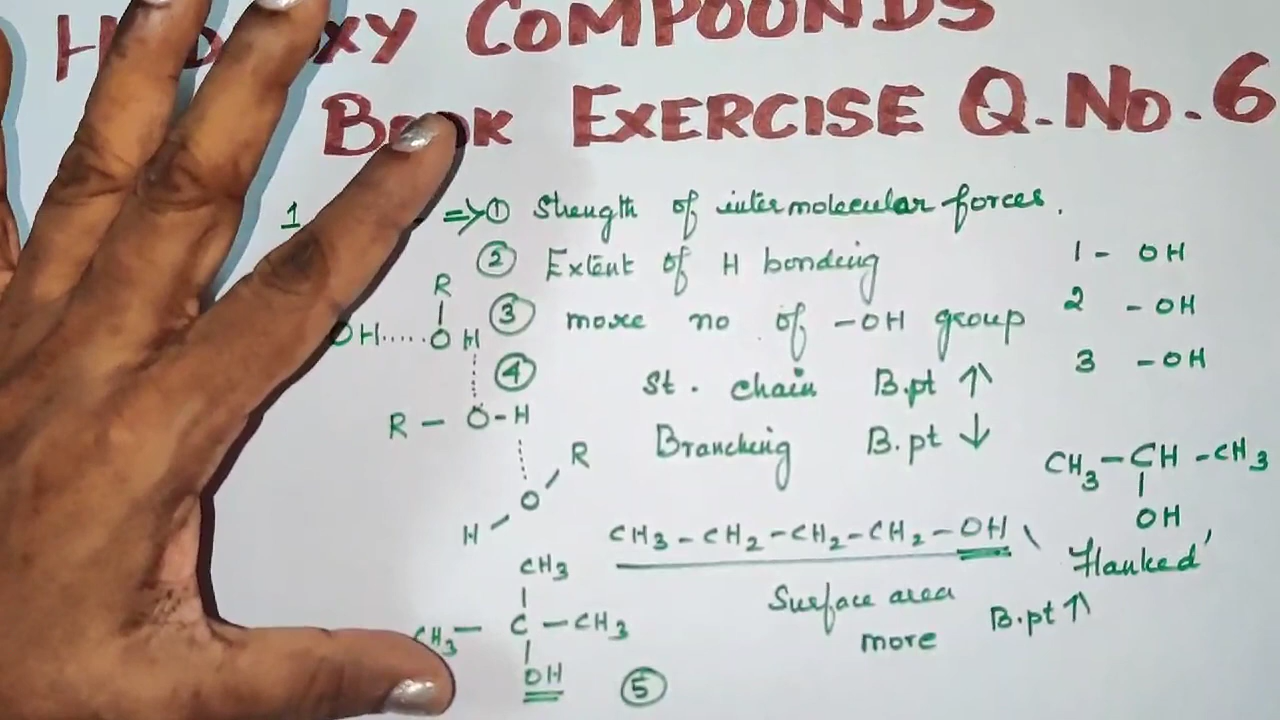 COMPOUNDS
BOOK EXERCISE Q.NO.6
1 => ① Strength of intermolecular forces.
② Extent of H bonding
1 - OH
R
③ more no of -OH group
2 - OH
OH.....O H
④ St. chain B.pt ↑
3 - OH
R - O-H
Branching B.pt ↓
R
CH3-CH-CH3
OH
O
H
CH3-CH2-CH2-CH2-OH
'Flanked'
CH3
Surface area more B.pt ↑
CH3-C-CH3
OH
⑤